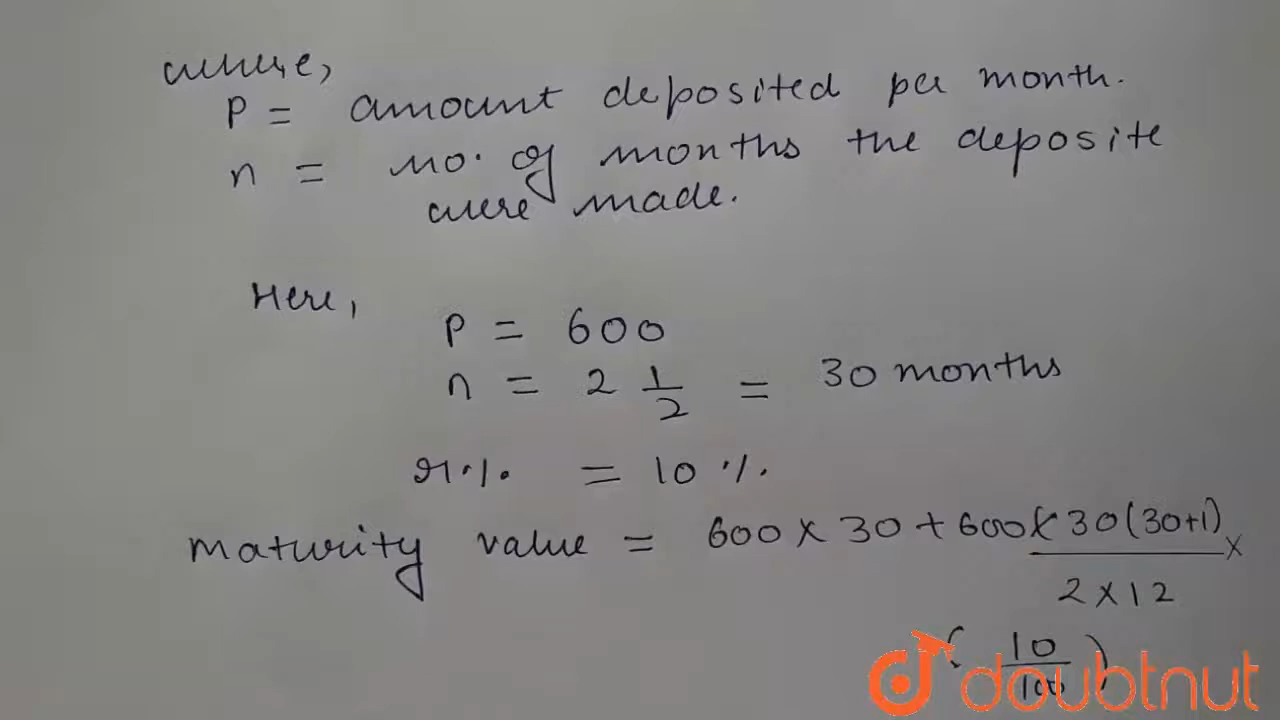 where,
P = amount deposited per month.
n = no. of months the deposite
were made.
Here,
P = 600
n = 2 1/2 = 30 months
r% = 10%
maturity value = 600 × 30 + 600 × 30(30+1)/2 × 12 ×
(10/100)
doubtnut